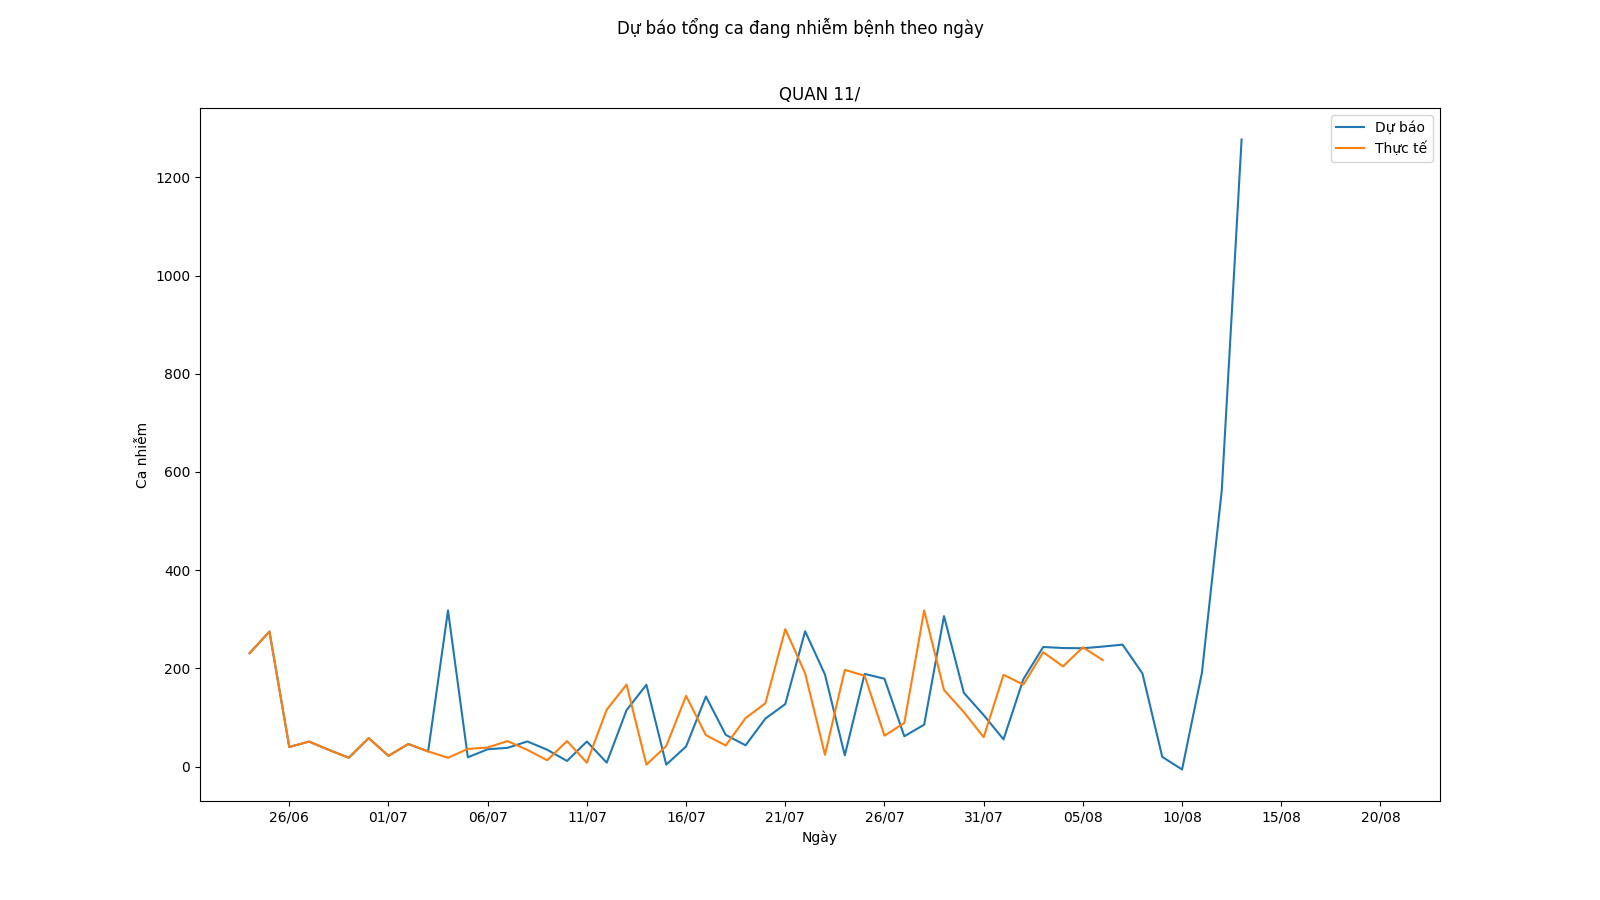 Dự báo tổng ca đang nhiễm bệnh theo ngày
QUAN 11/
Dự báo
Thực tế
1200
1000
800
600
400
200
0
Ca nhiễm
26/06 01/07 06/07 11/07 16/07 21/07 26/07 31/07 05/08 10/08 15/08 20/08
Ngày